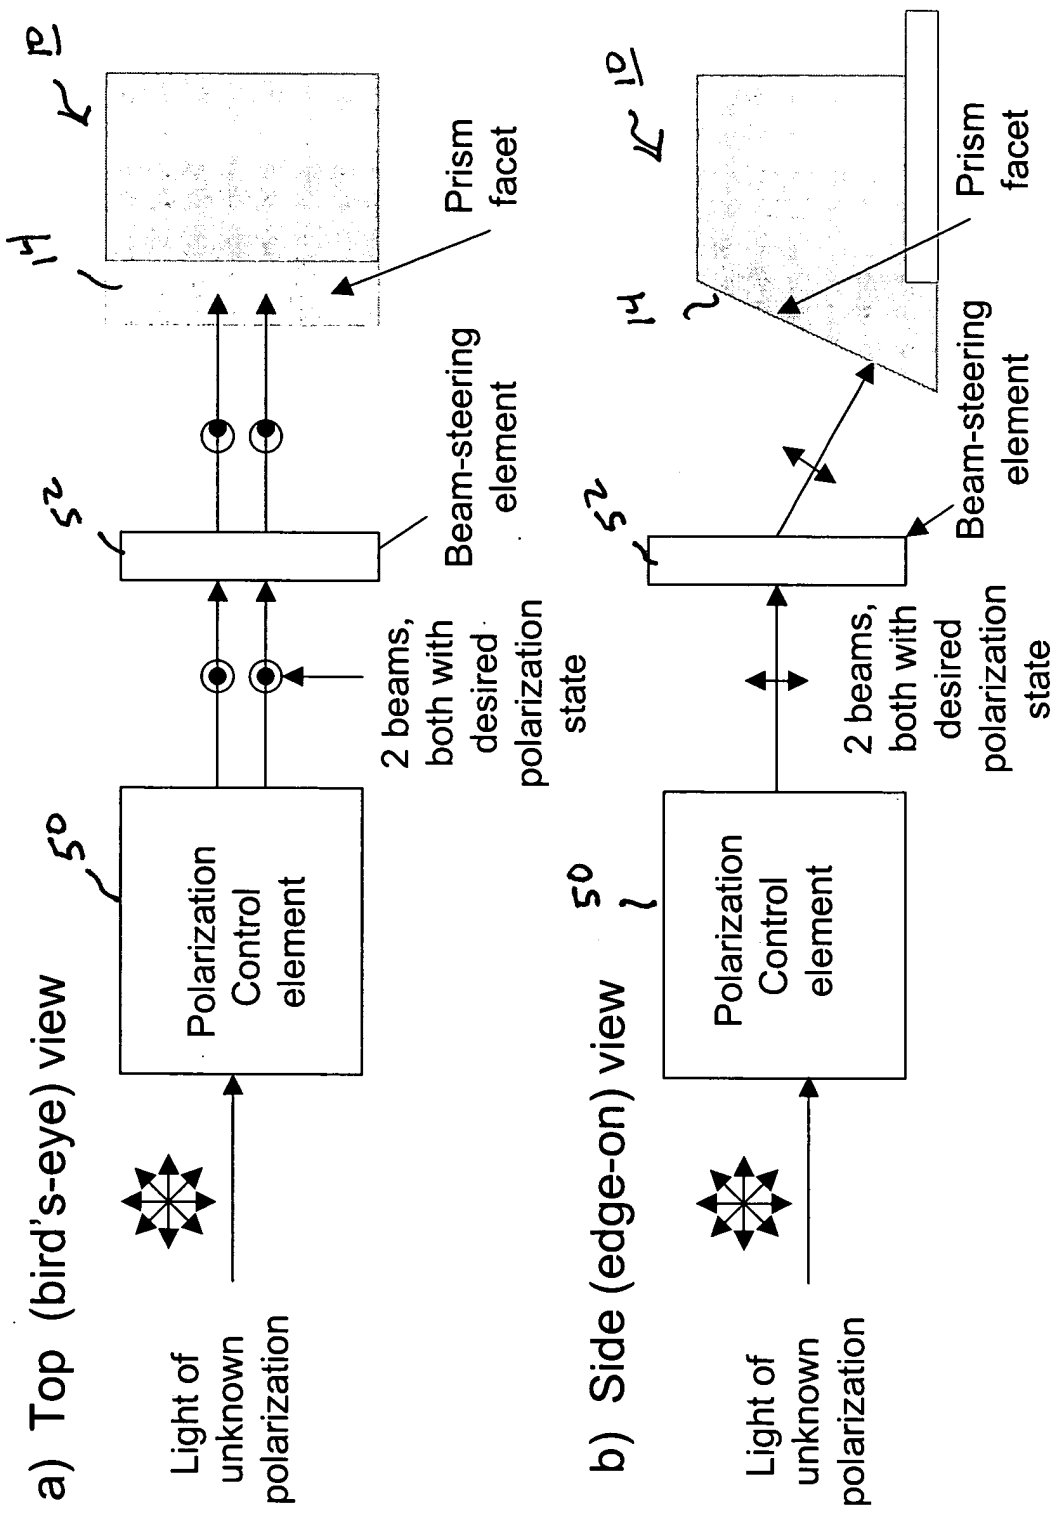 a) Top (bird's-eye) view
Light of
unknown
polarization
50
Polarization
Control
element
2 beams,
both with
desired
polarization
state
52
Beam-steering
element
14
Prism
facet
10
b) Side (edge-on) view
Light of
unknown
polarization
50
Polarization
Control
element
2 beams,
both with
desired
polarization
state
52
Beam-steering
element
14
Prism
facet
10